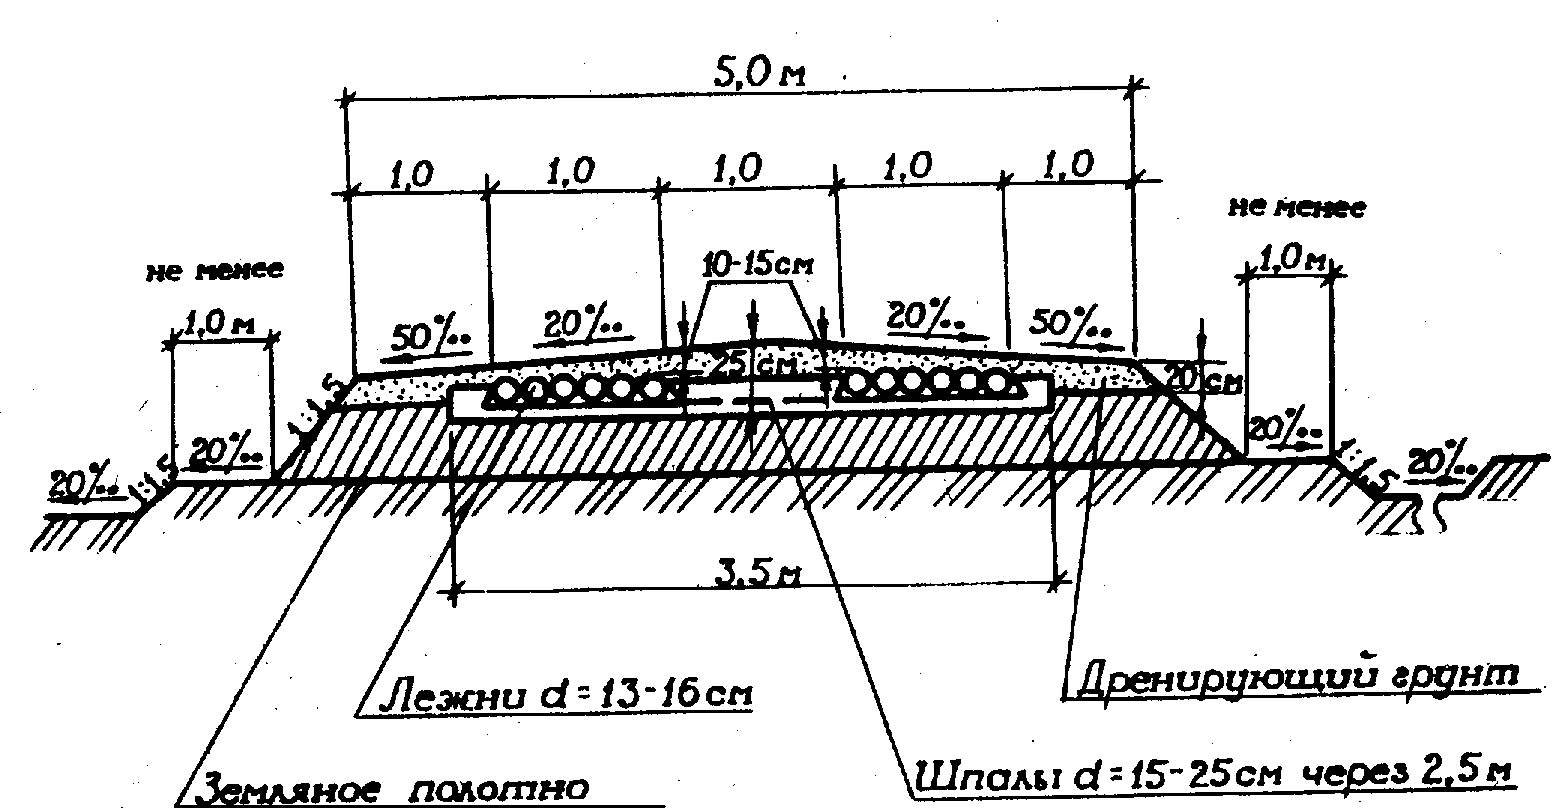 5,0 м
1,0 1,0 1,0 1,0 1,0
не менее
1,0 м
не менее
1,0 м
10-15 см
50‰ 20‰ 20‰ 50‰
25 см
20 см
1:1,5
20‰
20‰
1:1,5
20‰
1:1,5
20‰
3,5 м
Лежни d = 13-16 см
Дренирующий грунт
Шпалы d = 15-25 см через 2,5 м
Земляное полотно